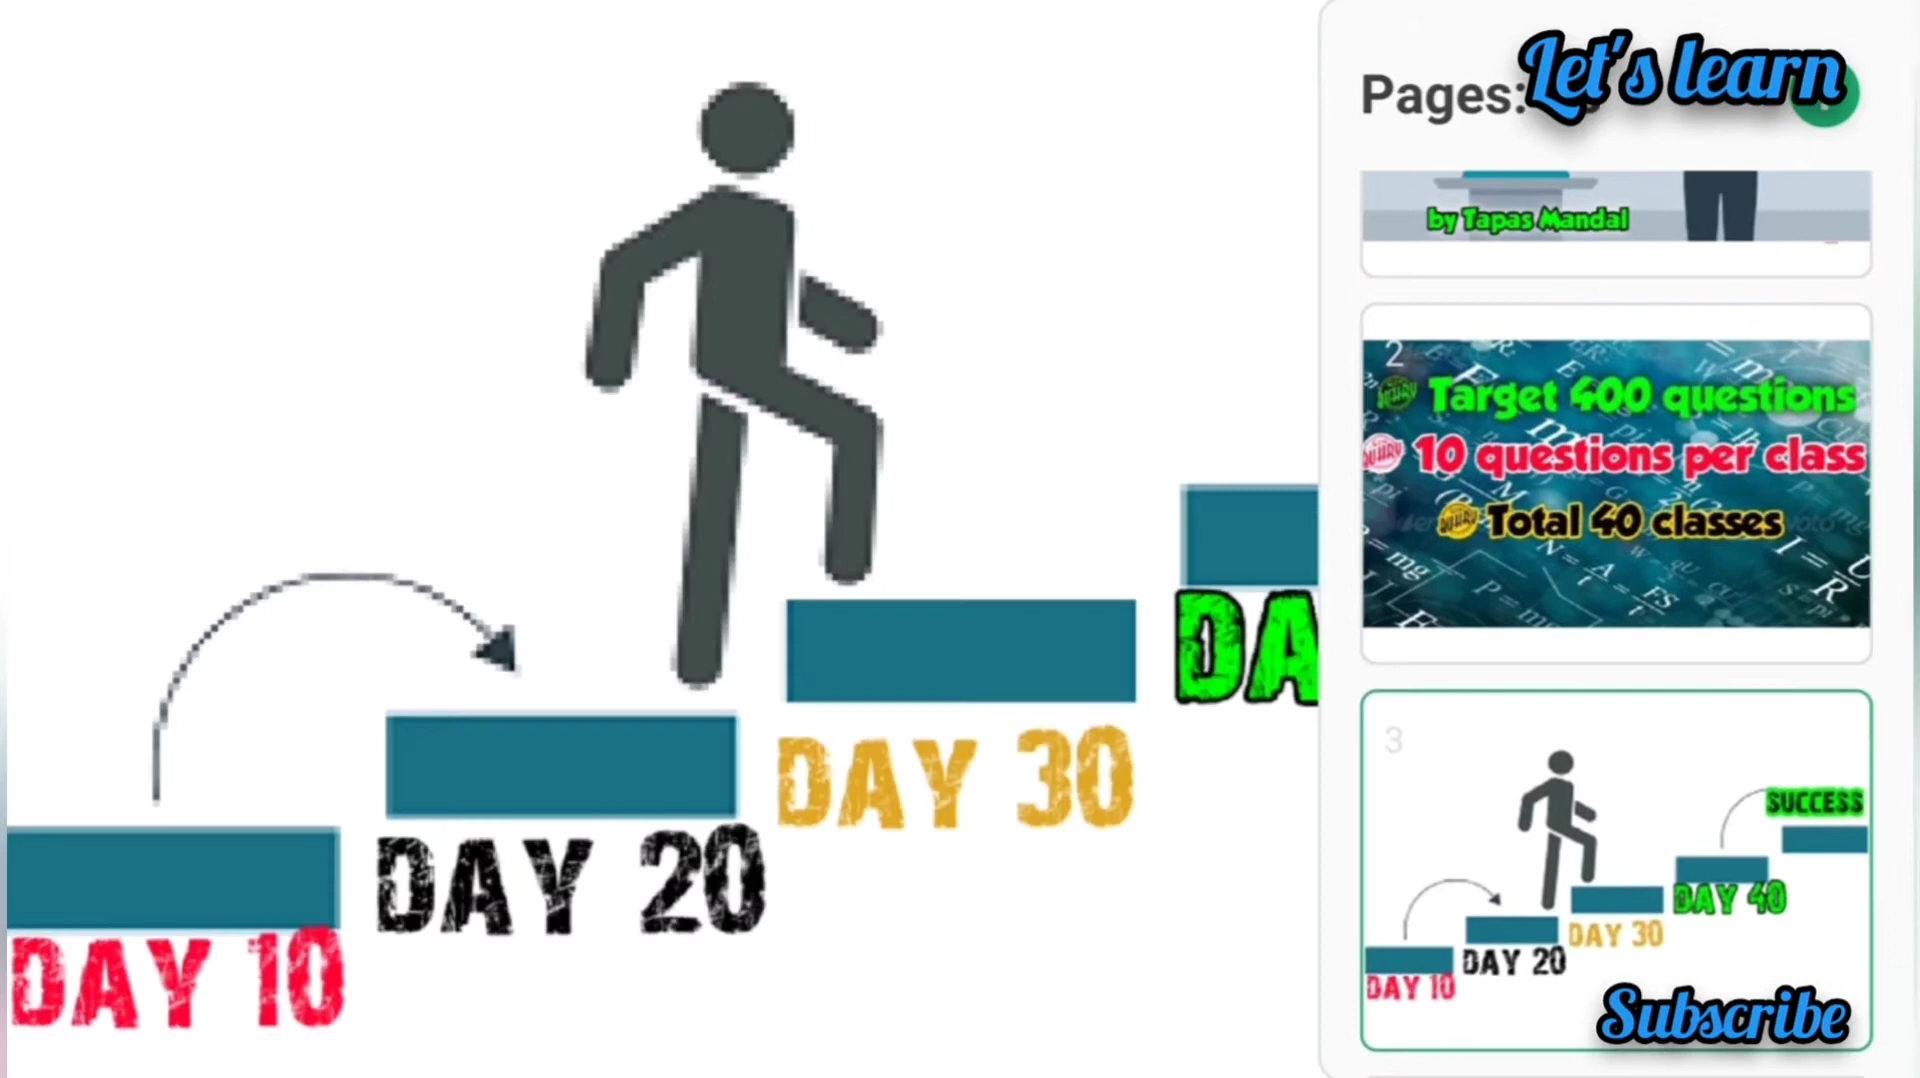 DAY 10
DAY 20
DAY 30
DA
Let's learn
Pages:
by Tapas Mandal
2
Target 400 questions
10 questions per class
Total 40 classes
3
SUCCESS
DAY 40
DAY 30
DAY 20
DAY 10
Subscribe